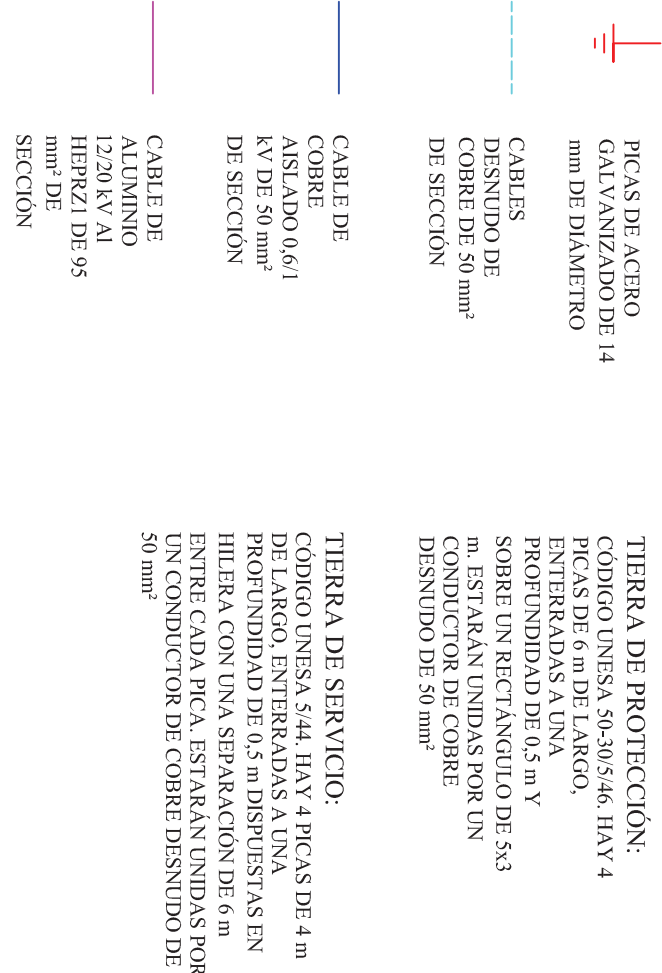 PICAS DE ACERO
GALVANIZADO DE 14
mm DE DIÁMETRO
CABLES
DESNUDO DE
COBRE DE 50 mm²
DE SECCIÓN
CABLE DE
COBRE
AISLADO 0,6/1
kV DE 50 mm²
DE SECCIÓN
CABLE DE
ALUMINIO
12/20 kV Al
HEPRZ1 DE 95
mm² DE
SECCIÓN
TIERRA DE PROTECCIÓN:
CÓDIGO UNESA 50-30/5/46. HAY 4
PICAS DE 6 m DE LARGO,
ENTERRADAS A UNA
PROFUNDIDAD DE 0,5 m Y
SOBRE UN RECTÁNGULO DE 5x3
m. ESTARÁN UNIDAS POR UN
CONDUCTOR DE COBRE
DESNUDO DE 50 mm²
TIERRA DE SERVICIO:
CÓDIGO UNESA 5/44. HAY 4 PICAS DE 4 m
DE LARGO, ENTERRADAS A UNA
PROFUNDIDAD DE 0,5 m DISPUESTAS EN
HILERA CON UNA SEPARACIÓN DE 6 m
ENTRE CADA PICA. ESTARÁN UNIDAS POR
UN CONDUCTOR DE COBRE DESNUDO DE
50 mm²